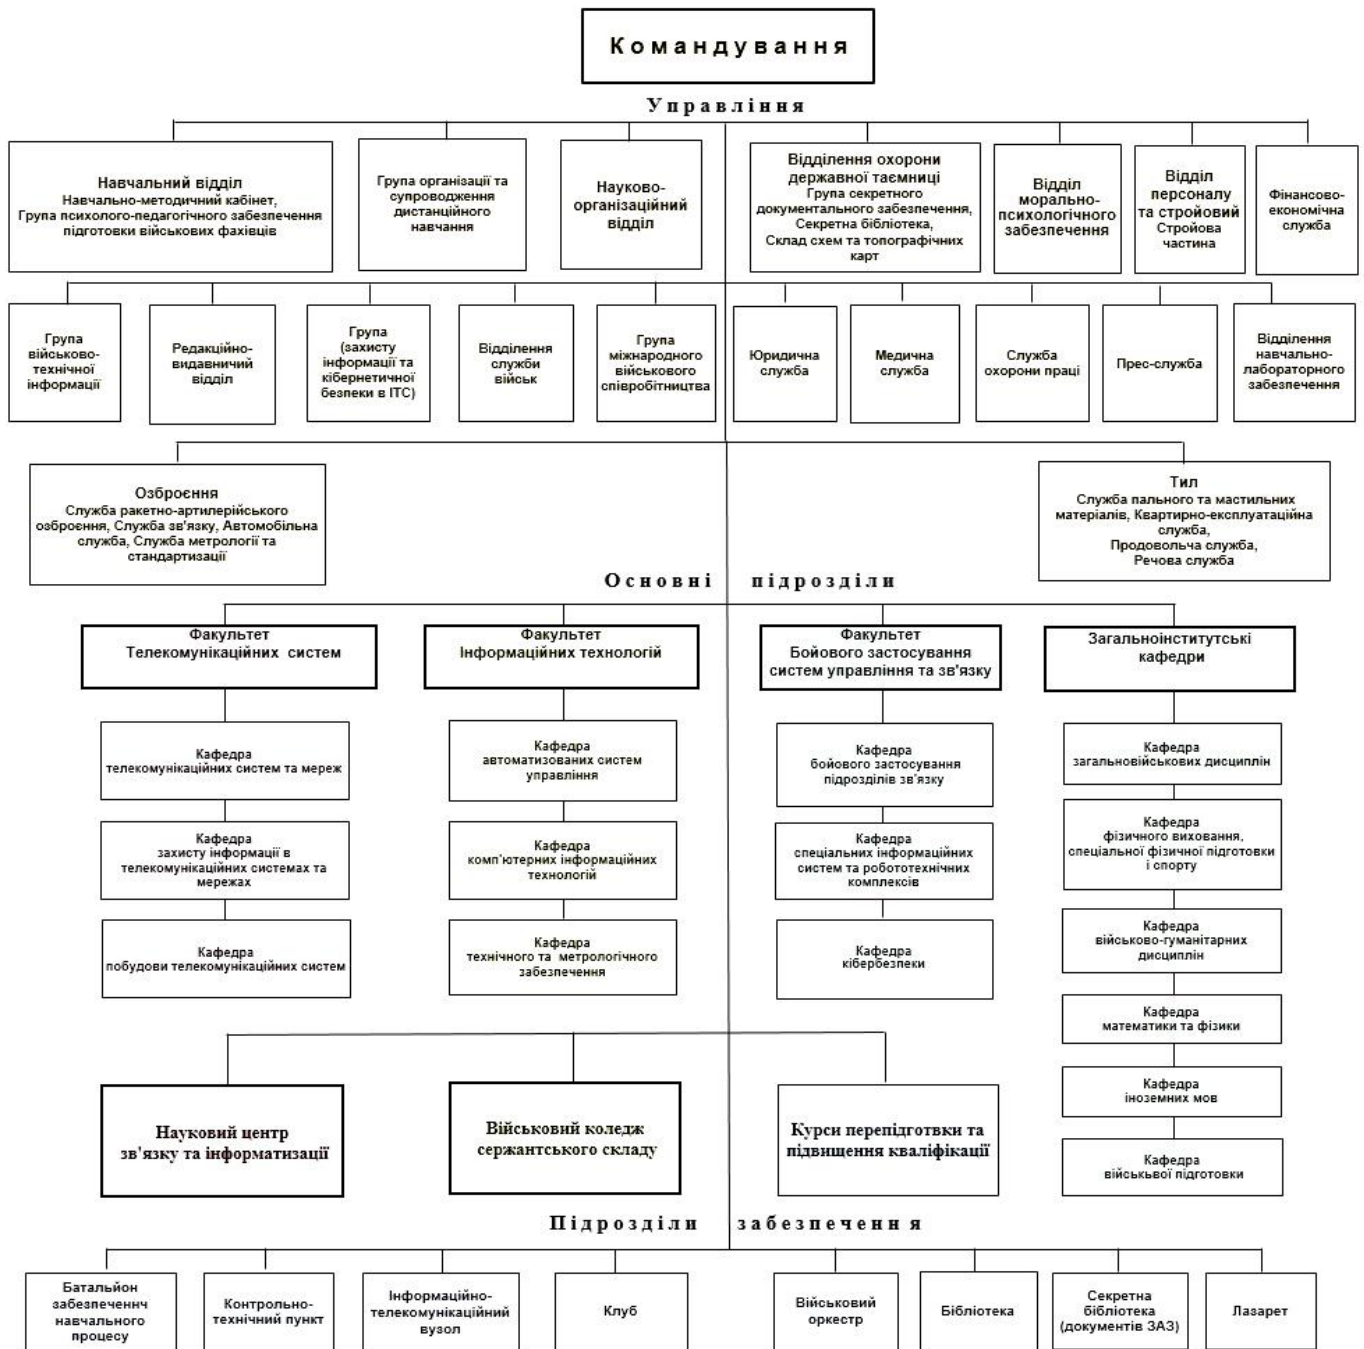 Командування
Управління
Навчальний відділ
Навчально-методичний кабінет,
Група психолого-педагогічного забезпечення
підготовки військових фахівців
Група організації та
супроводження
дистанційного
навчання
Науково-
організаційний
відділ
Відділення охорони
державної таємниці
Група секретного
документального забезпечення,
Секретна бібліотека,
Склад схем та топографічних
карт
Відділ
морально-
психологічного
забезпечення
Відділ
персоналу
та стройовий
Стройова
частина
Фінансово-
економічна
служба
Група
військово-
технічної
інформації
Редакційно-
видавничий
відділ
Група
(захисту
інформації та
кібернетичної
безпеки в ІТС)
Відділення
служби
військ
Група
міжнародного
військового
співробітництва
Юридична
служба
Медична
служба
Служба
охорони праці
Прес-служба
Відділення
навчально-
лабораторного
забезпечення
Озброєння
Служба ракетно-артилерійського
озброєння, Служба зв'язку, Автомобільна
служба, Служба метрології та
стандартизації
Тил
Служба пального та мастильних
матеріалів, Квартирно-експлуатаційна
служба,
Продовольча служба,
Речова служба
Основні підрозділи
Факультет
Телекомунікаційних систем
Факультет
Інформаційних технологій
Факультет
Бойового застосування
систем управління та зв'язку
Загальноінститутські
кафедри
Кафедра
телекомунікаційних систем та мереж
Кафедра
автоматизованих систем
управління
Кафедра
бойового застосування
підрозділів зв'язку
Кафедра
загальновійськових дисциплін
Кафедра
захисту інформації в
телекомунікаційних системах та
мережах
Кафедра
комп'ютерних інформаційних
технологій
Кафедра
спеціальних інформаційних
систем та робототехнічних
комплексів
Кафедра
фізичного виховання,
спеціальної фізичної підготовки
і спорту
Кафедра
побудови телекомунікаційних систем
Кафедра
технічного та метрологічного
забезпечення
Кафедра
кібербезпеки
Кафедра
військово-гуманітарних
дисциплін
Кафедра
математики та фізики
Кафедра
іноземних мов
Кафедра
військьвої підготовки
Науковий центр
зв'язку та інформатизації
Військовий коледж
сержантського складу
Курси перепідготвки та
підвищення кваліфікації
Підрозділи забезпечення
Батальйон
забезпеченнч
навчального
процесу
Контрольно-
технічний пункт
Інформаційно-
телекомунікаційний
вузол
Клуб
Військовий
оркестр
Бібліотека
Секретна
бібліотека
(документів ЗАЗ)
Лазарет